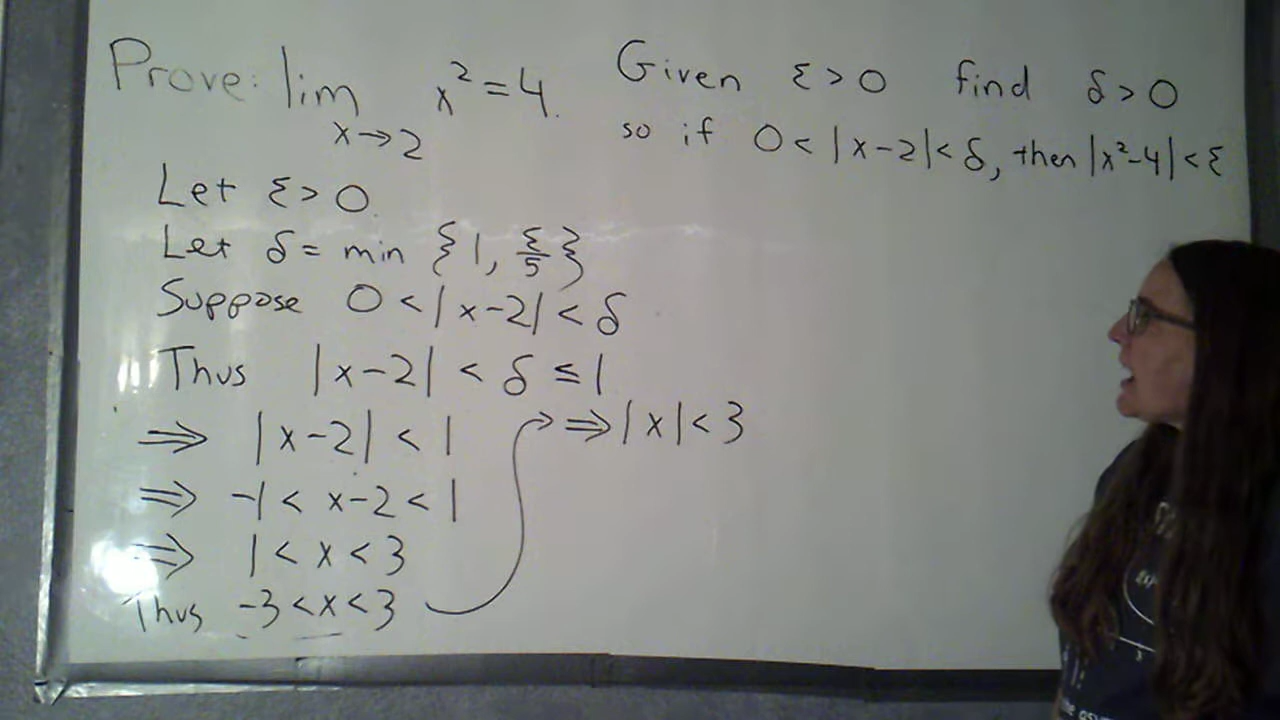 Prove: lim x→2 x² = 4.
Given ε > 0 find δ > 0
so if 0 < |x-2| < δ, then |x²-4| < ε
Let ε > 0.
Let δ = min {1, ε/5}
Suppose 0 < |x-2| < δ
Thus |x-2| < δ ≤ 1
⇒ |x-2| < 1
⇒ -1 < x-2 < 1
⇒ 1 < x < 3
Thus -3 < x < 3
⇒ |x| < 3